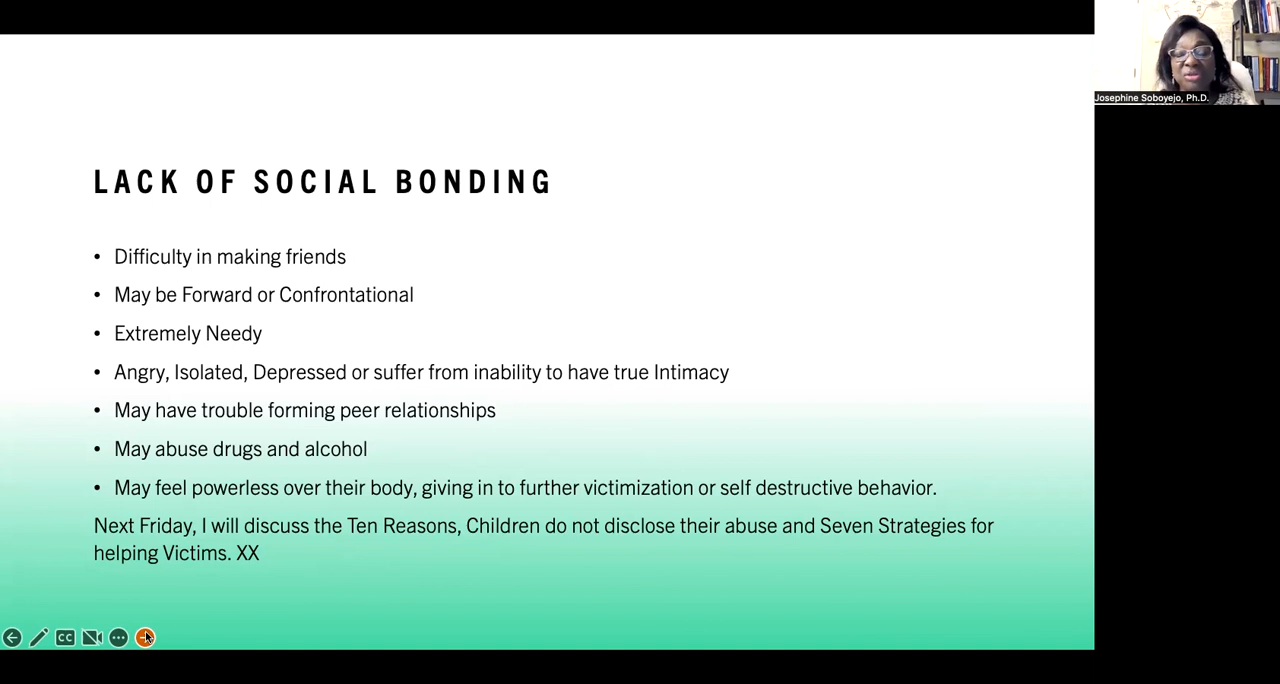 Josephine Soboyejo, Ph.D.
LACK OF SOCIAL BONDING
• Difficulty in making friends
• May be Forward or Confrontational
• Extremely Needy
• Angry, Isolated, Depressed or suffer from inability to have true Intimacy
• May have trouble forming peer relationships
• May abuse drugs and alcohol
• May feel powerless over their body, giving in to further victimization or self destructive behavior.
Next Friday, I will discuss the Ten Reasons, Children do not disclose their abuse and Seven Strategies for
helping Victims. XX
CC